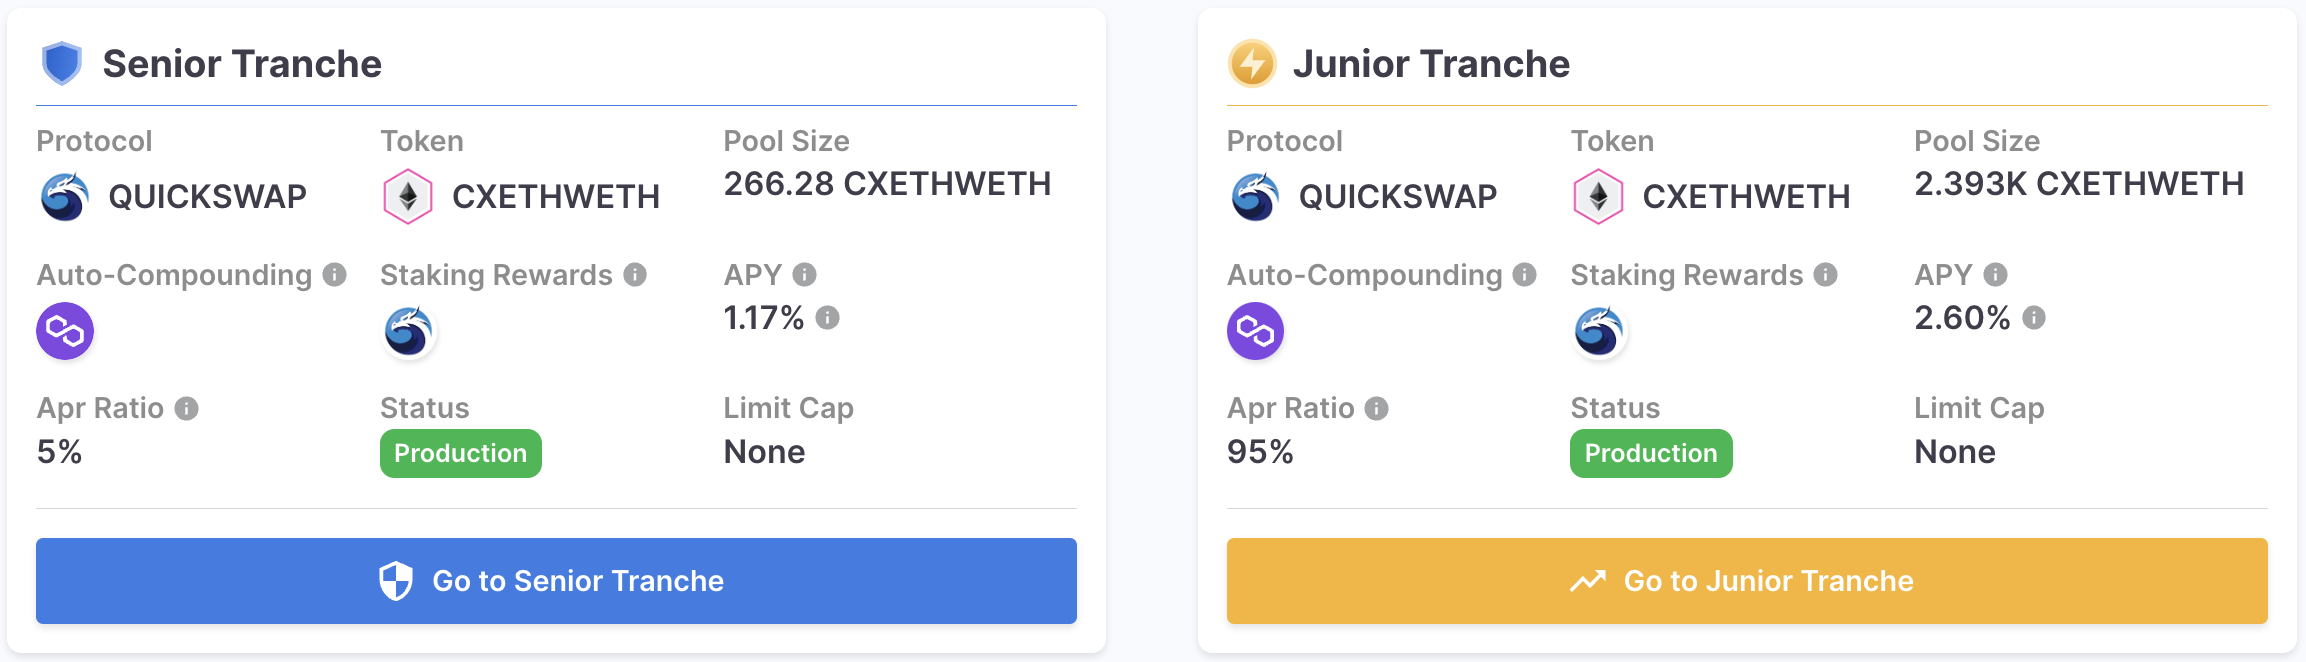 Senior Tranche
Protocol
QUICKSWAP
Token
CXETHWETH
Pool Size
266.28 CXETHWETH
Auto-Compounding
Staking Rewards
APY
1.17%
Apr Ratio
5%
Status
Production
Limit Cap
None
Go to Senior Tranche
Junior Tranche
Protocol
QUICKSWAP
Token
CXETHWETH
Pool Size
2.393K CXETHWETH
Auto-Compounding
Staking Rewards
APY
2.60%
Apr Ratio
95%
Status
Production
Limit Cap
None
Go to Junior Tranche